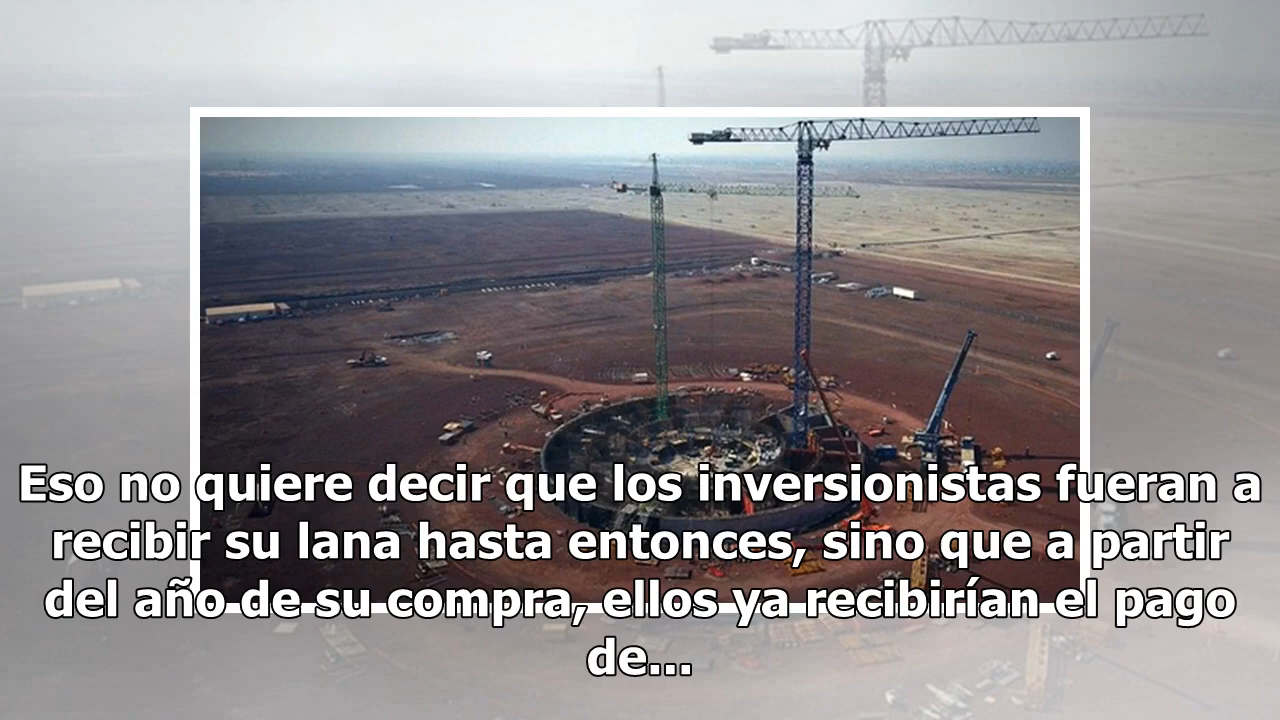 Eso no quiere decir que los inversionistas fueran a
recibir su lana hasta entonces, sino que a partir
del año de su compra, ellos ya recibirían el pago
de...